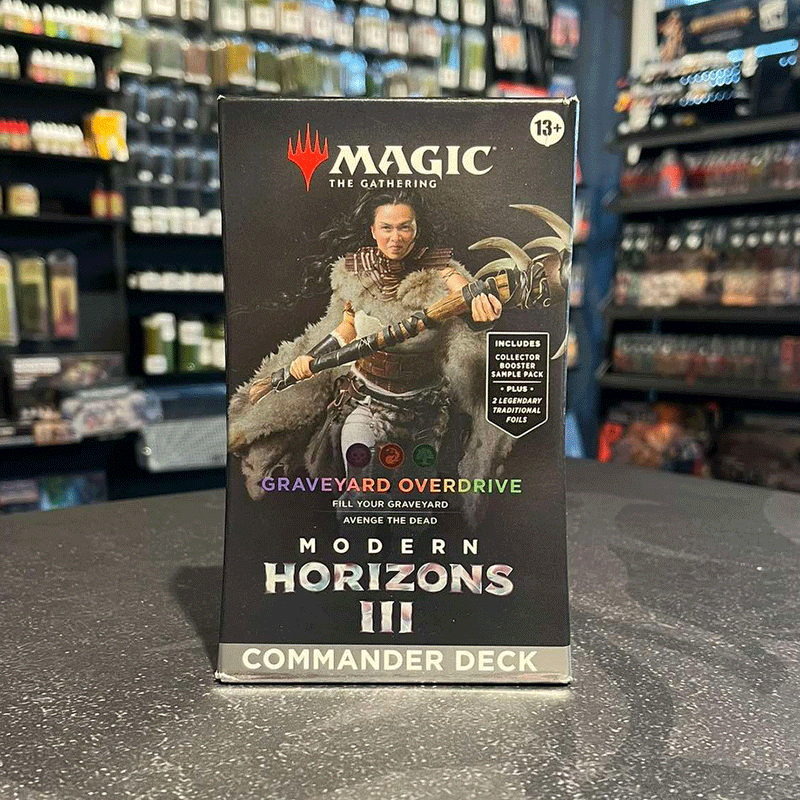 13+
MAGIC
THE GATHERING
INCLUDES
COLLECTOR
BOOSTER
SAMPLE PACK
• PLUS •
2 LEGENDARY
TRADITIONAL
FOILS
GRAVEYARD OVERDRIVE
FILL YOUR GRAVEYARD
AVENGE THE DEAD
MODERN
HORIZONS
III
COMMANDER DECK